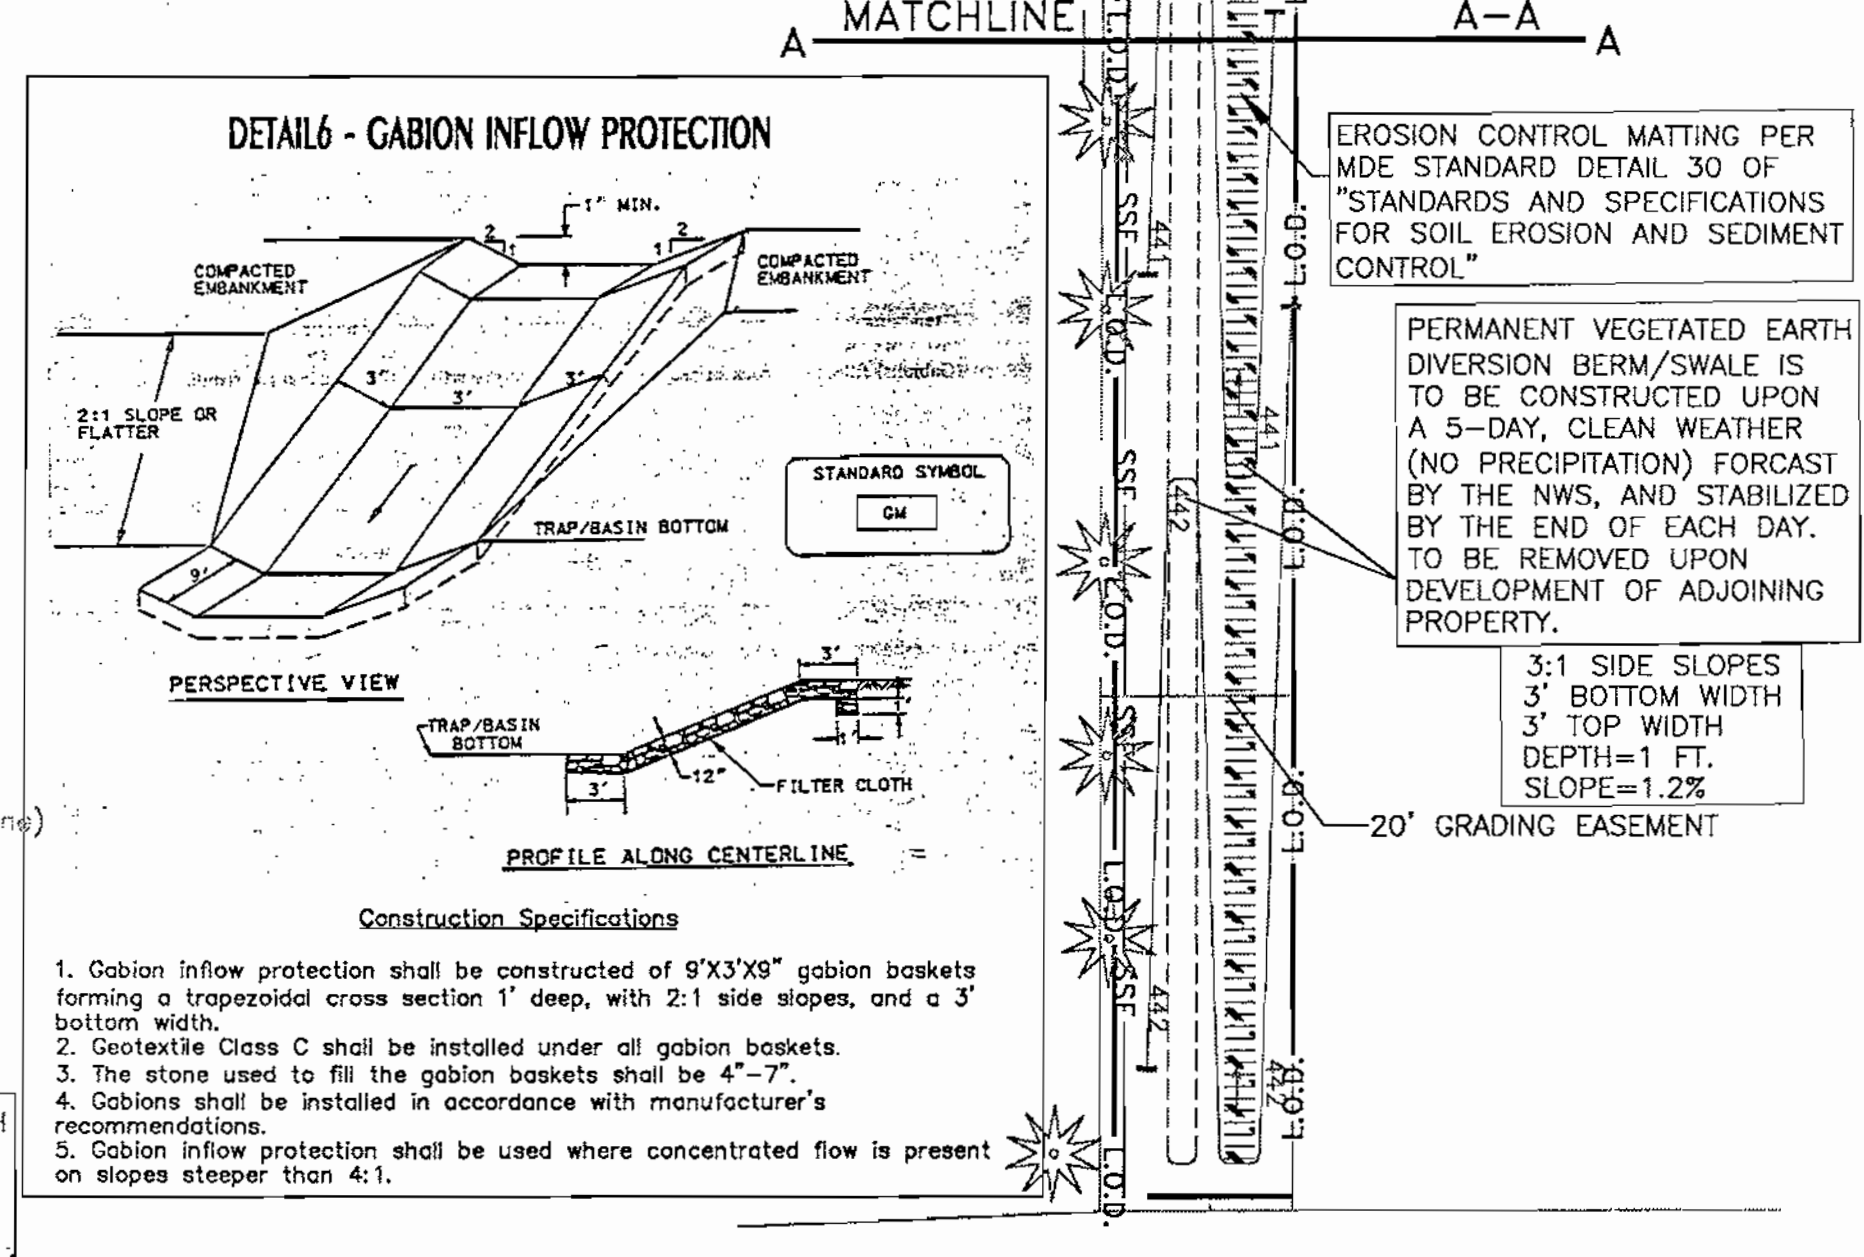 MATCHLINE A-A
A A
DETAIL6 - GABION INFLOW PROTECTION
1" MIN.
2
1
1
2
COMPACTED
EMBANKMENT
COMPACTED
EMBANKMENT
2:1 SLOPE OR
FLATTER
3'
3'
3'
STANDARD SYMBOL
GM
TRAP/BASIN BOTTOM
9'
PERSPECTIVE VIEW
3'
TRAP/BASIN
BOTTOM
1'
12"
FILTER CLOTH
3'
PROFILE ALONG CENTERLINE
Construction Specifications
1. Gabion inflow protection shall be constructed of 9'X3'X9" gabion baskets
forming a trapezoidal cross section 1' deep, with 2:1 side slopes, and a 3'
bottom width.
2. Geotextile Class C shall be installed under all gabion baskets.
3. The stone used to fill the gabion baskets shall be 4"-7".
4. Gabions shall be installed in accordance with manufacturer's
recommendations.
5. Gabion inflow protection shall be used where concentrated flow is present
on slopes steeper than 4:1.
L.O.D.
SSF
L.O.D.
SSF
L.O.D.
SSF
L.O.D.
SSF
L.O.D.
441
442
442
441
442
L.O.D.
L.O.D.
L.O.D.
L.O.D.
EROSION CONTROL MATTING PER
MDE STANDARD DETAIL 30 OF
"STANDARDS AND SPECIFICATIONS
FOR SOIL EROSION AND SEDIMENT
CONTROL"
PERMANENT VEGETATED EARTH
DIVERSION BERM/SWALE IS
TO BE CONSTRUCTED UPON
A 5-DAY, CLEAN WEATHER
(NO PRECIPITATION) FORCAST
BY THE NWS, AND STABILIZED
BY THE END OF EACH DAY.
TO BE REMOVED UPON
DEVELOPMENT OF ADJOINING
PROPERTY.
3:1 SIDE SLOPES
3' BOTTOM WIDTH
3' TOP WIDTH
DEPTH=1 FT.
SLOPE=1.2%
20' GRADING EASEMENT